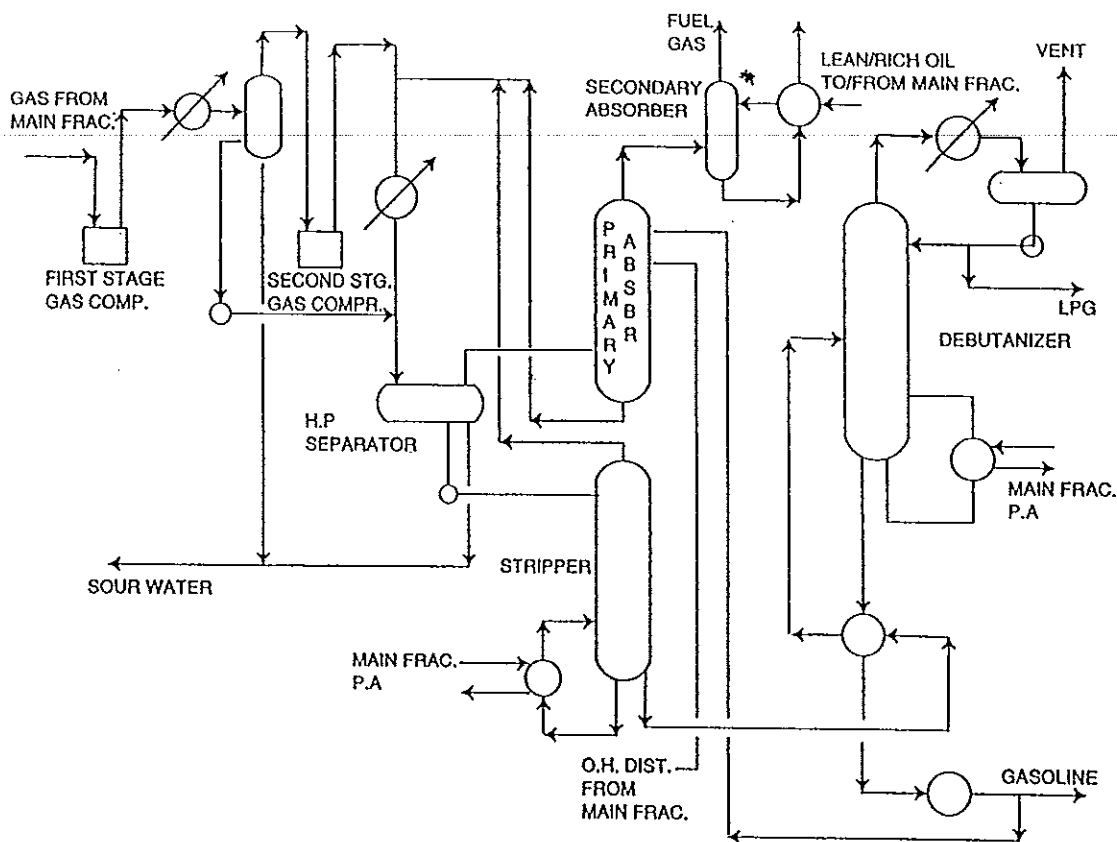 FUEL
GAS
LEAN/RICH OIL
TO/FROM MAIN FRAC.
VENT
GAS FROM
MAIN FRAC.
SECONDARY
ABSORBER
*
FIRST STAGE
GAS COMP.
SECOND STG.
GAS COMPR.
PRIMARY
ABSBR
LPG
DEBUTANIZER
H.P
SEPARATOR
MAIN FRAC.
P.A
SOUR WATER
STRIPPER
MAIN FRAC.
P.A
O.H. DIST.
FROM
MAIN FRAC.
GASOLINE